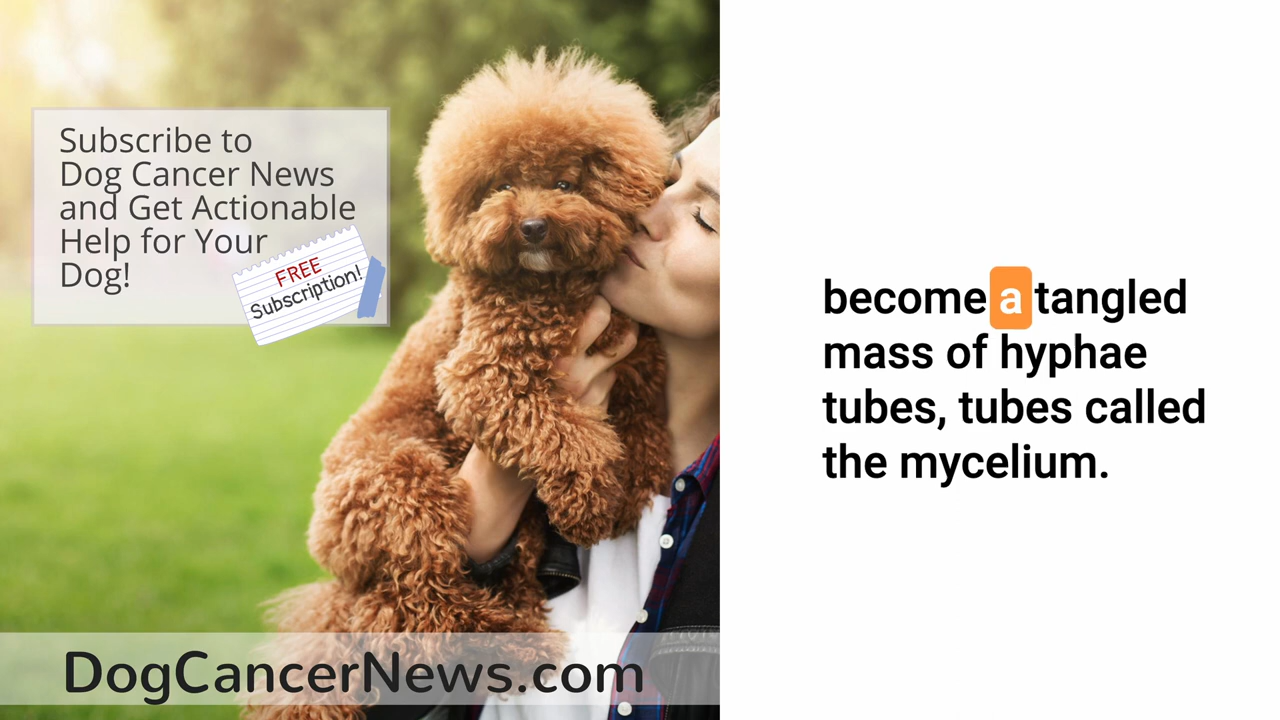 Subscribe to
Dog Cancer News
and Get Actionable
Help for Your
Dog!
FREE
Subscription!
DogCancerNews.com
become a tangled
mass of hyphae
tubes, tubes called
the mycelium.